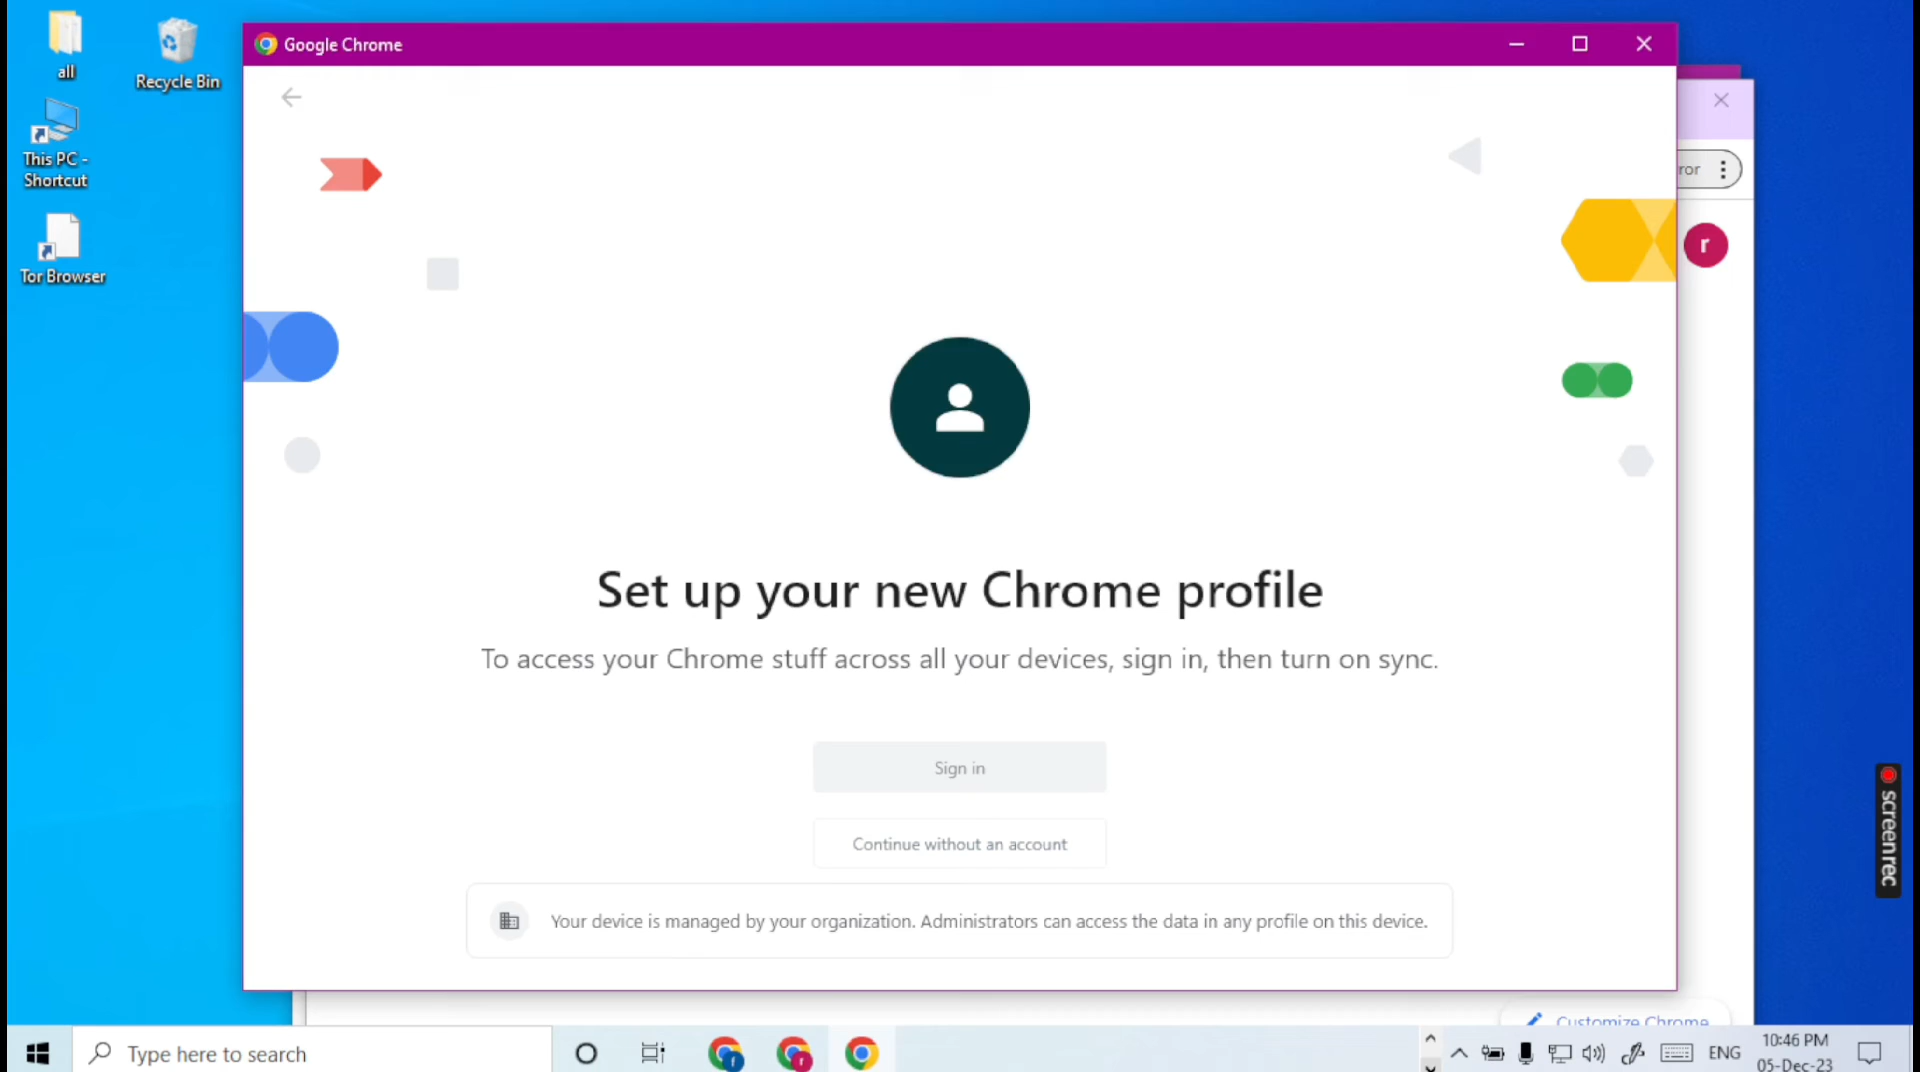 all
Recycle Bin
This PC -
Shortcut
Tor Browser
Google Chrome
ror
r
Set up your new Chrome profile
To access your Chrome stuff across all your devices, sign in, then turn on sync.
Sign in
Continue without an account
Your device is managed by your organization. Administrators can access the data in any profile on this device.
Customize Chrome
screenrec
Type here to search
f
r
ENG
10:46 PM
05-Dec-23